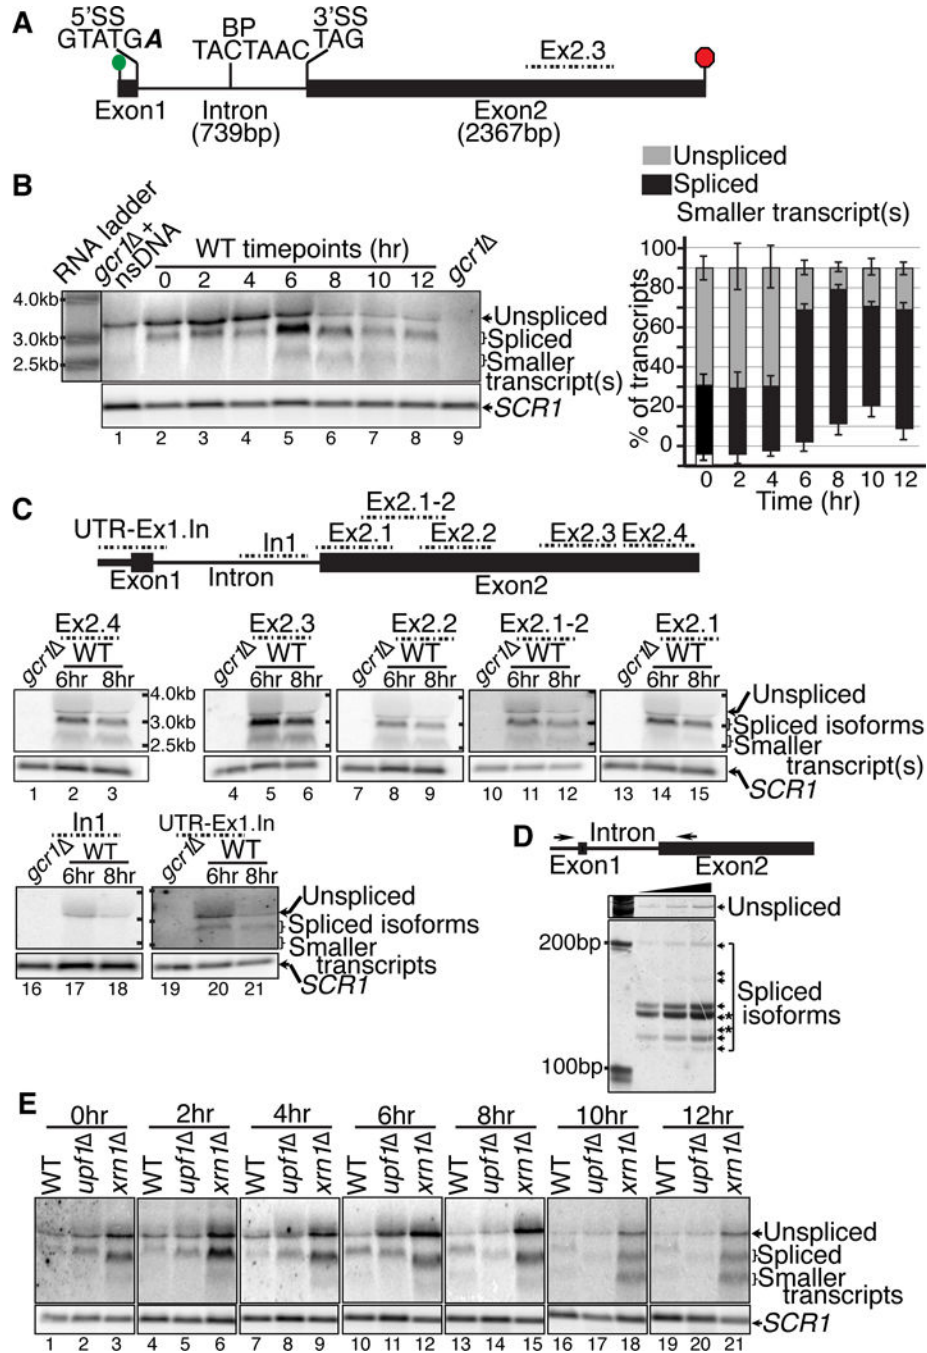 A
5'SS
GTATGA
BP
TACTAAC
3'SS
TAG
Ex2.3
Exon1
Intron
(739bp)
Exon2
(2367bp)
B
RNA ladder
gcr1Δ +
nsDNA
WT timepoints (hr)
0 2 4 6 8 10 12
gcr1Δ
4.0kb
3.0kb
2.5kb
Unspliced
Spliced
Smaller
transcript(s)
SCR1
1 2 3 4 5 6 7 8 9
Unspliced
Spliced
Smaller transcript(s)
% of transcripts
100
80
60
40
20
0
0 2 4 6 8 10 12
Time (hr)
C
UTR-Ex1.In
In1
Ex2.1-2
Ex2.1
Ex2.2
Ex2.3
Ex2.4
Exon1
Intron
Exon2
Ex2.4
gcr1Δ
WT
6hr 8hr
4.0kb
3.0kb
2.5kb
1 2 3
Ex2.3
gcr1Δ
WT
6hr 8hr
4 5 6
Ex2.2
gcr1Δ
WT
6hr 8hr
7 8 9
Ex2.1-2
gcr1Δ
WT
6hr 8hr
10 11 12
Ex2.1
gcr1Δ
WT
6hr 8hr
13 14 15
Unspliced
Spliced isoforms
Smaller
transcript(s)
SCR1
In1
gcr1Δ
WT
6hr 8hr
16 17 18
UTR-Ex1.In
gcr1Δ
WT
6hr 8hr
19 20 21
Unspliced
Spliced isoforms
Smaller
transcripts
SCR1
D
Intron
Exon1
Exon2
Unspliced
200bp
Spliced
isoforms
*
*
100bp
E
0hr 2hr 4hr 6hr 8hr 10hr 12hr
WT upf1Δ xrn1Δ WT upf1Δ xrn1Δ WT upf1Δ xrn1Δ WT upf1Δ xrn1Δ WT upf1Δ xrn1Δ WT upf1Δ xrn1Δ WT upf1Δ xrn1Δ
Unspliced
Spliced
Smaller
transcripts
SCR1
1 2 3 4 5 6 7 8 9 10 11 12 13 14 15 16 17 18 19 20 21